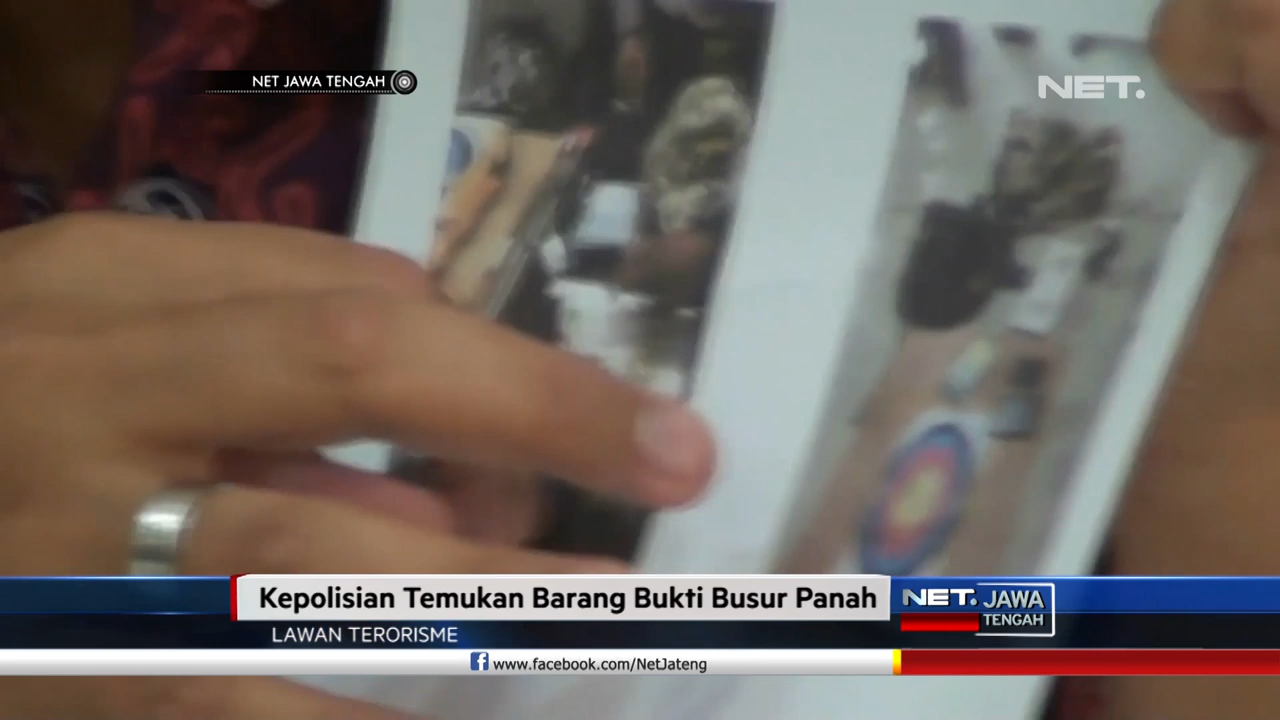 NET JAWA TENGAH
NET.
Kepolisian Temukan Barang Bukti Busur Panah
LAWAN TERORISME
NET. JAWA TENGAH
www.facebook.com/NetJateng